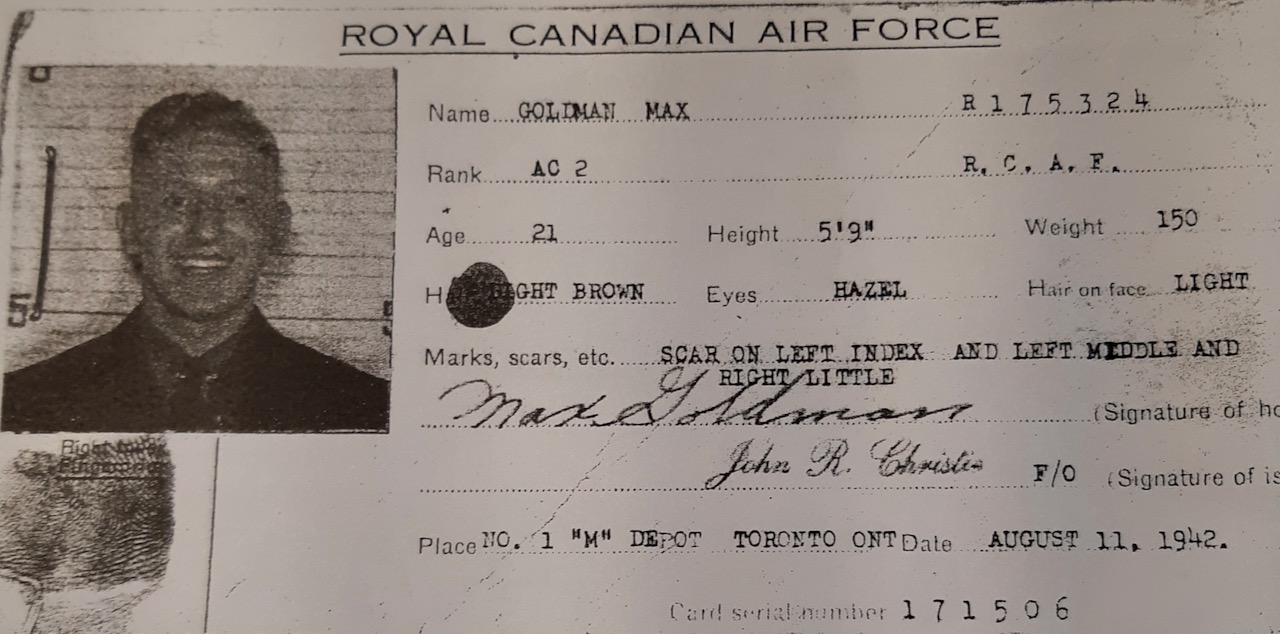 ROYAL CANADIAN AIR FORCE
Name GOLDMAN MAX R175324
Rank AC 2 R. C. A. F.
Age 21 Height 5'9" Weight 150
GHT BROWN Eyes HAZEL Hair on face LIGHT
Marks, scars, etc. SCAR ON LEFT INDEX AND LEFT MIDDLE AND
RIGHT LITTLE
Max Goldman (Signature of ho
John R. Christie F/O (Signature of is
Right
Place NO. 1 "M" DEPOT TORONTO ONT Date AUGUST 11, 1942.
Card serial number 171506